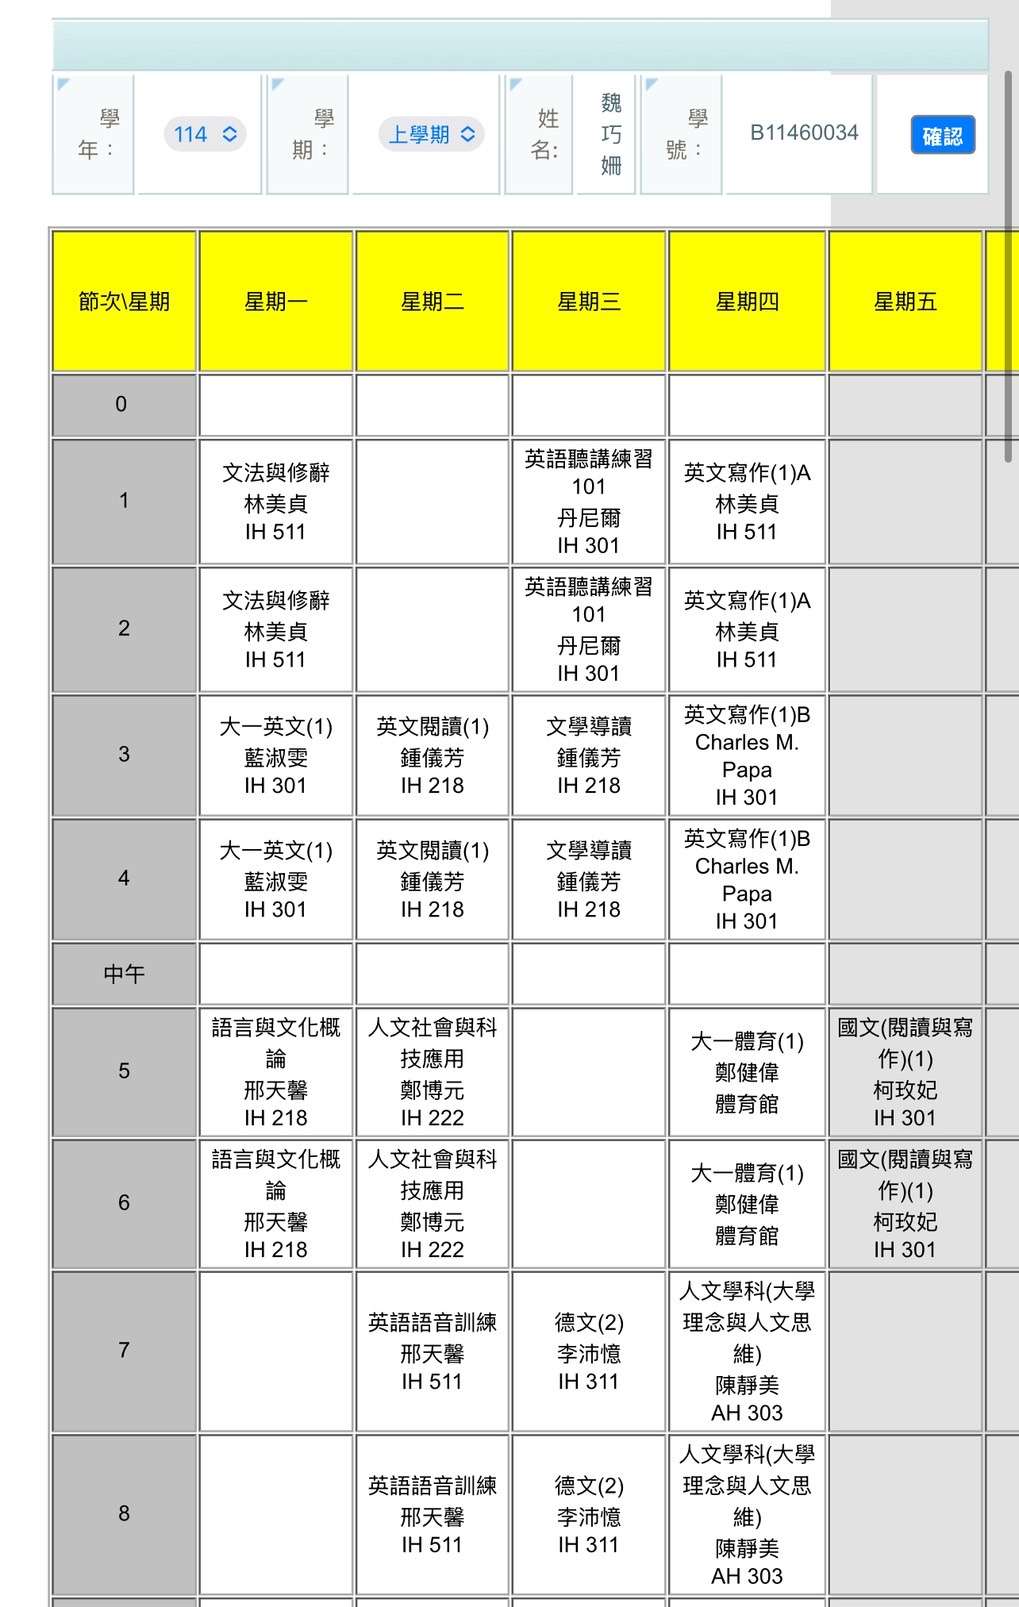 學年：
114
學期：
上學期
姓名:
魏巧姍
學號：
B11460034
確認
節次\星期
星期一
星期二
星期三
星期四
星期五
0
1
文法與修辭
林美貞
IH 511
英語聽講練習
101
丹尼爾
IH 301
英文寫作(1)A
林美貞
IH 511
2
文法與修辭
林美貞
IH 511
英語聽講練習
101
丹尼爾
IH 301
英文寫作(1)A
林美貞
IH 511
3
大一英文(1)
藍淑雯
IH 301
英文閱讀(1)
鍾儀芳
IH 218
文學導讀
鍾儀芳
IH 218
英文寫作(1)B
Charles M.
Papa
IH 301
4
大一英文(1)
藍淑雯
IH 301
英文閱讀(1)
鍾儀芳
IH 218
文學導讀
鍾儀芳
IH 218
英文寫作(1)B
Charles M.
Papa
IH 301
中午
5
語言與文化概
論
邢天馨
IH 218
人文社會與科
技應用
鄭博元
IH 222
大一體育(1)
鄭健偉
體育館
國文(閱讀與寫
作)(1)
柯玫妃
IH 301
6
語言與文化概
論
邢天馨
IH 218
人文社會與科
技應用
鄭博元
IH 222
大一體育(1)
鄭健偉
體育館
國文(閱讀與寫
作)(1)
柯玫妃
IH 301
7
英語語音訓練
邢天馨
IH 511
德文(2)
李沛憶
IH 311
人文學科(大學
理念與人文思
維)
陳靜美
AH 303
8
英語語音訓練
邢天馨
IH 511
德文(2)
李沛憶
IH 311
人文學科(大學
理念與人文思
維)
陳靜美
AH 303